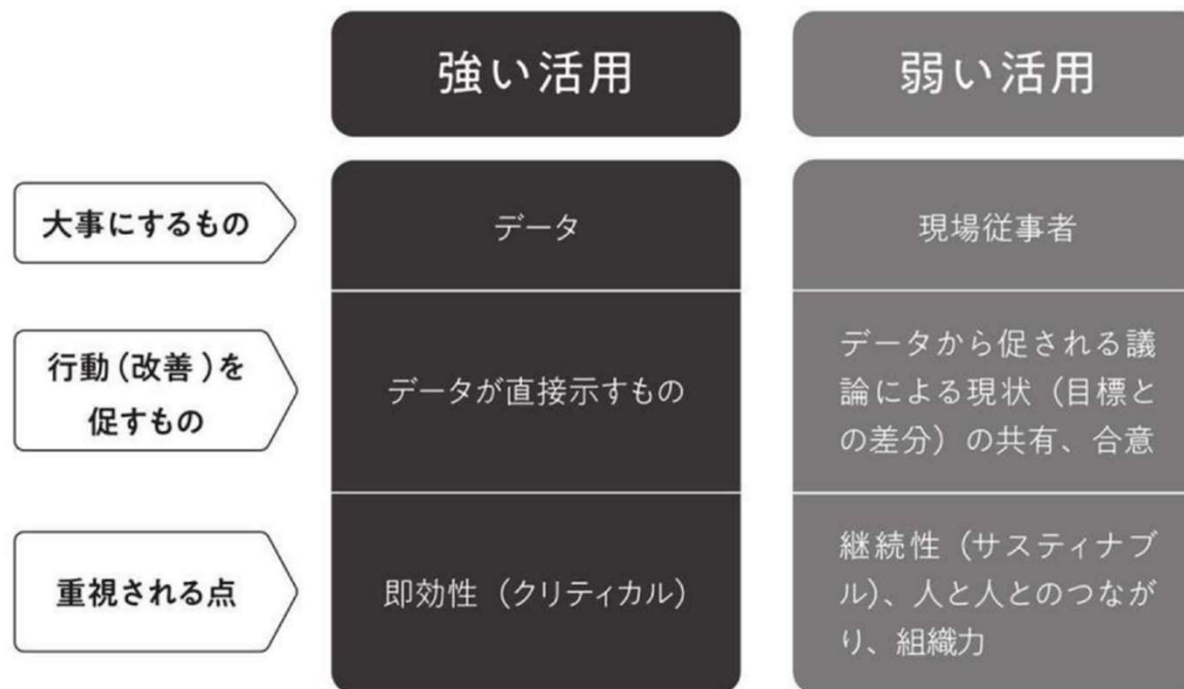 強い活用
弱い活用
大事にするもの
データ
現場従事者
行動(改善)を
促すもの
データが直接示すもの
データから促される議
論による現状（目標と
の差分）の共有、合意
重視される点
即効性（クリティカル）
継続性（サスティナブ
ル）、人と人とのつなが
り、組織力